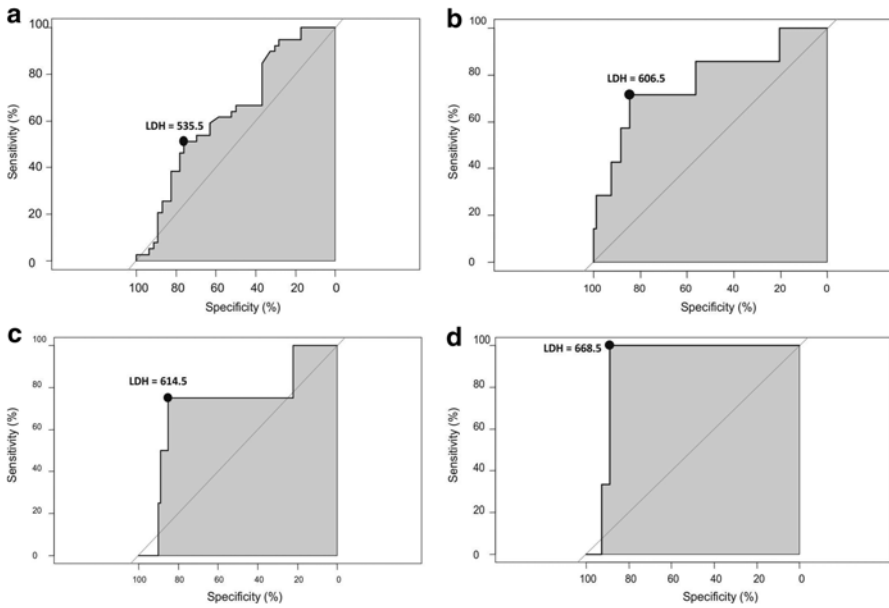 a
100
80
60
40
20
0
Sensitivity (%)
LDH = 535.5
100 80 60 40 20 0
Specificity (%)
b
100
80
60
40
20
0
Sensitivity (%)
LDH = 606.5
100 80 60 40 20 0
Specificity (%)
c
100
80
60
40
20
0
Sensitivity (%)
LDH = 614.5
100 80 60 40 20 0
Specificity (%)
d
100
80
60
40
20
0
Sensitivity (%)
LDH = 668.5
100 80 60 40 20 0
Specificity (%)